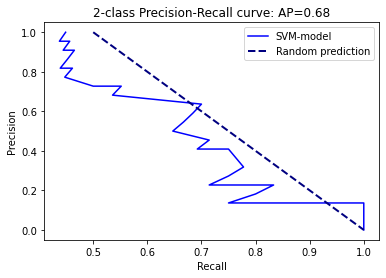 2-class Precision-Recall curve: AP=0.68
SVM-model
Random prediction
1.0
0.8
0.6
0.4
0.2
0.0
Precision
0.5 0.6 0.7 0.8 0.9 1.0
Recall